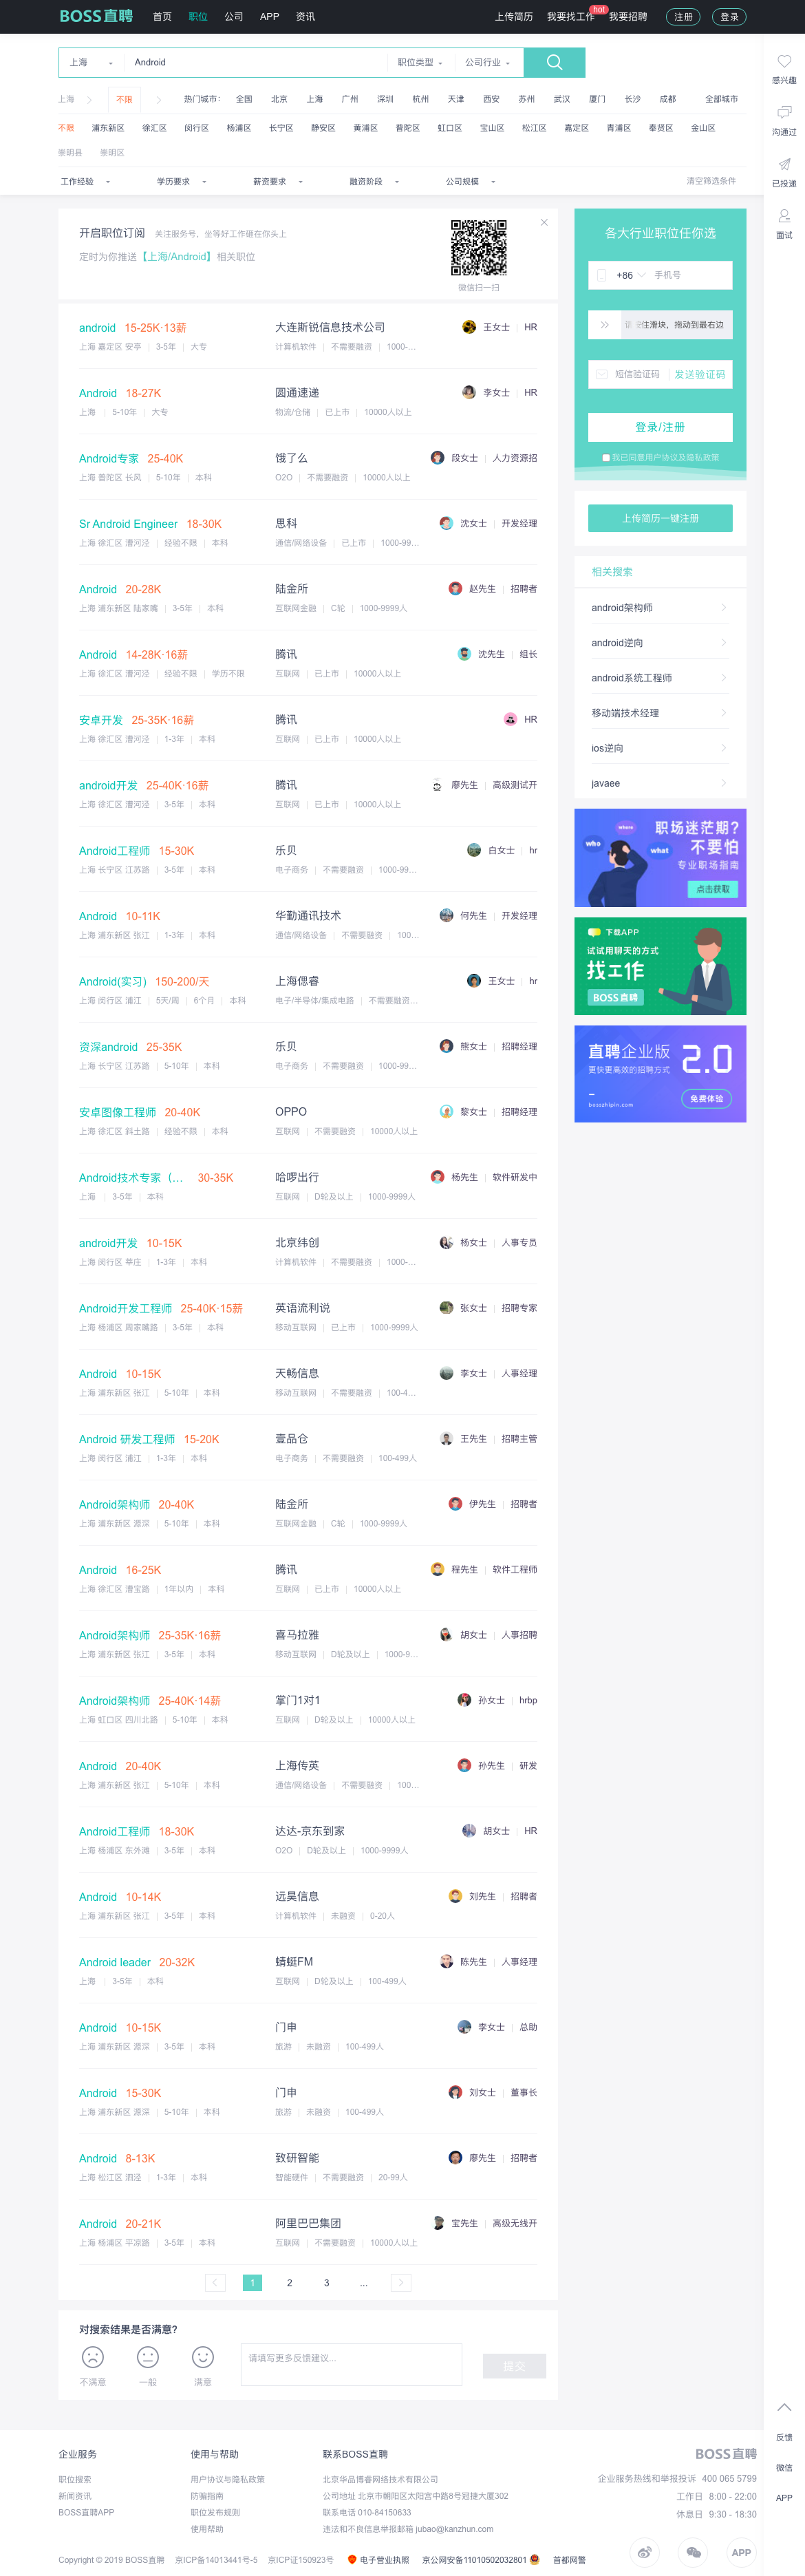 BOSS直聘 首页 职位 公司 APP 资讯 上传简历 我要找工作 hot 我要招聘 注册 登录
上海 Android 职位类型 公司行业
上海 不限 热门城市： 全国 北京 上海 广州 深圳 杭州 天津 西安 苏州 武汉 厦门 长沙 成都 全部城市
不限 浦东新区 徐汇区 闵行区 杨浦区 长宁区 静安区 黄浦区 普陀区 虹口区 宝山区 松江区 嘉定区 青浦区 奉贤区 金山区
崇明县 崇明区
工作经验 学历要求 薪资要求 融资阶段 公司规模 清空筛选条件
感兴趣
沟通过
已投递
面试
开启职位订阅 关注服务号，坐等好工作砸在你头上
定时为你推送【上海/Android】相关职位
微信扫一扫
android 15-25K·13薪 大连斯锐信息技术公司 王女士 HR
上海 嘉定区 安亭 3-5年 大专 计算机软件 不需要融资 1000-...
Android 18-27K 圆通速递 李女士 HR
上海 5-10年 大专 物流/仓储 已上市 10000人以上
Android专家 25-40K 饿了么 段女士 人力资源招
上海 普陀区 长风 5-10年 本科 O2O 不需要融资 10000人以上
Sr Android Engineer 18-30K 思科 沈女士 开发经理
上海 徐汇区 漕河泾 经验不限 本科 通信/网络设备 已上市 1000-99...
Android 20-28K 陆金所 赵先生 招聘者
上海 浦东新区 陆家嘴 3-5年 本科 互联网金融 C轮 1000-9999人
Android 14-28K·16薪 腾讯 沈先生 组长
上海 徐汇区 漕河泾 经验不限 学历不限 互联网 已上市 10000人以上
安卓开发 25-35K·16薪 腾讯 HR
上海 徐汇区 漕河泾 1-3年 本科 互联网 已上市 10000人以上
android开发 25-40K·16薪 腾讯 廖先生 高级测试开
上海 徐汇区 漕河泾 3-5年 本科 互联网 已上市 10000人以上
Android工程师 15-30K 乐贝 白女士 hr
上海 长宁区 江苏路 3-5年 本科 电子商务 不需要融资 1000-99...
Android 10-11K 华勤通讯技术 何先生 开发经理
上海 浦东新区 张江 1-3年 本科 通信/网络设备 不需要融资 100...
Android(实习) 150-200/天 上海偲睿 王女士 hr
上海 闵行区 浦江 5天/周 6个月 本科 电子/半导体/集成电路 不需要融资...
资深android 25-35K 乐贝 熊女士 招聘经理
上海 长宁区 江苏路 5-10年 本科 电子商务 不需要融资 1000-99...
安卓图像工程师 20-40K OPPO 黎女士 招聘经理
上海 徐汇区 斜土路 经验不限 本科 互联网 不需要融资 10000人以上
Android技术专家（... 30-35K 哈啰出行 杨先生 软件研发中
上海 3-5年 本科 互联网 D轮及以上 1000-9999人
android开发 10-15K 北京纬创 杨女士 人事专员
上海 闵行区 莘庄 1-3年 本科 计算机软件 不需要融资 1000-...
Android开发工程师 25-40K·15薪 英语流利说 张女士 招聘专家
上海 杨浦区 周家嘴路 3-5年 本科 移动互联网 已上市 1000-9999人
Android 10-15K 天畅信息 李女士 人事经理
上海 浦东新区 张江 5-10年 本科 移动互联网 不需要融资 100-4...
Android 研发工程师 15-20K 壹品仓 王先生 招聘主管
上海 闵行区 浦江 1-3年 本科 电子商务 不需要融资 100-499人
Android架构师 20-40K 陆金所 伊先生 招聘者
上海 浦东新区 源深 5-10年 本科 互联网金融 C轮 1000-9999人
Android 16-25K 腾讯 程先生 软件工程师
上海 徐汇区 漕宝路 1年以内 本科 互联网 已上市 10000人以上
Android架构师 25-35K·16薪 喜马拉雅 胡女士 人事招聘
上海 浦东新区 张江 3-5年 本科 移动互联网 D轮及以上 1000-9...
Android架构师 25-40K·14薪 掌门1对1 孙女士 hrbp
上海 虹口区 四川北路 5-10年 本科 互联网 D轮及以上 10000人以上
Android 20-40K 上海传英 孙先生 研发
上海 浦东新区 张江 5-10年 本科 通信/网络设备 不需要融资 100...
Android工程师 18-30K 达达-京东到家 胡女士 HR
上海 杨浦区 东外滩 3-5年 本科 O2O D轮及以上 1000-9999人
Android 10-14K 远昊信息 刘先生 招聘者
上海 浦东新区 张江 3-5年 本科 计算机软件 未融资 0-20人
Android leader 20-32K 蜻蜓FM 陈先生 人事经理
上海 3-5年 本科 互联网 D轮及以上 100-499人
Android 10-15K 门申 李女士 总助
上海 浦东新区 源深 3-5年 本科 旅游 未融资 100-499人
Android 15-30K 门申 刘女士 董事长
上海 浦东新区 源深 5-10年 本科 旅游 未融资 100-499人
Android 8-13K 致研智能 廖先生 招聘者
上海 松江区 泗泾 1-3年 本科 智能硬件 不需要融资 20-99人
Android 20-21K 阿里巴巴集团 宝先生 高级无线开
上海 杨浦区 平凉路 3-5年 本科 互联网 不需要融资 10000人以上
1 2 3 ...
各大行业职位任你选
+86 手机号
住滑块，拖动到最右边
短信验证码 发送验证码
登录/注册
我已同意用户协议及隐私政策
上传简历一键注册
相关搜索
android架构师
android逆向
android系统工程师
移动端技术经理
ios逆向
javaee
who where what 职场迷茫期?
不要怕
专业职场指南
点击获取
下载APP
试试用聊天的方式
找工作
BOSS直聘
直聘企业版 2.0
更快更高效的招聘方式
bosszhipin.com 免费体验
对搜索结果是否满意?
不满意 一般 满意 请填写更多反馈建议... 提交
反馈
微信
APP
企业服务 使用与帮助 联系BOSS直聘 BOSS直聘
职位搜索 用户协议与隐私政策 北京华品博睿网络技术有限公司 企业服务热线和举报投诉 400 065 5799
新闻资讯 防骗指南 公司地址 北京市朝阳区太阳宫中路8号冠捷大厦302 工作日 8:00 - 22:00
BOSS直聘APP 职位发布规则 联系电话 010-84150633 休息日 9:30 - 18:30
使用帮助 违法和不良信息举报邮箱 jubao@kanzhun.com
Copyright © 2019 BOSS直聘 京ICP备14013441号-5 京ICP证150923号 电子营业执照 京公网安备11010502032801 首都网警 APP